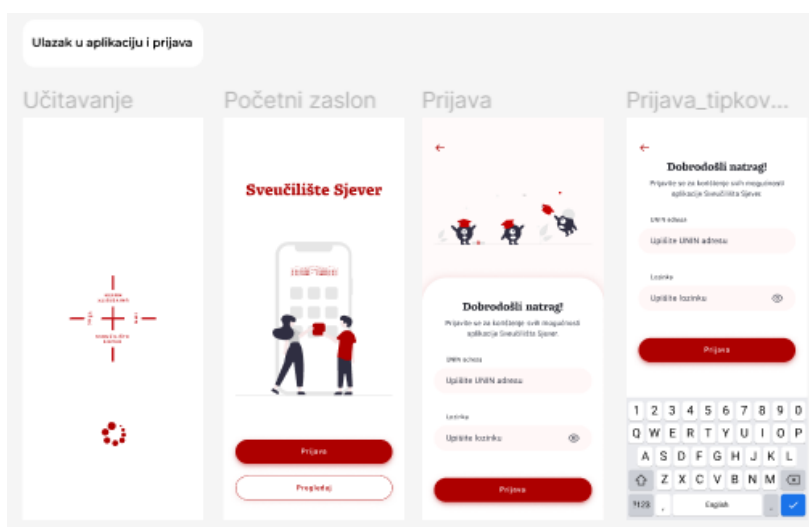 Ulazak u aplikaciju i prijava
Učitavanje
Početni zaslon
Prijava
Prijava_tipkov...
Sveučilište Sjever
Prijava
Pregledaj
Dobrodošli natrag!
Prijavite se za korištenje svih mogućnosti
aplikacije Sveučilišta Sjever.
UNIN adresa
Upišite UNIN adresu
Lozinka
Upišite lozinku
Prijava
Dobrodošli natrag!
Prijavite se za korištenje svih mogućnosti
aplikacije Sveučilišta Sjever.
UNIN adresa
Upišite UNIN adresu
Lozinka
Upišite lozinku
Prijava
1 2 3 4 5 6 7 8 9 0
Q W E R T Y U I O P
A S D F G H J K L
Z X C V B N M
?123 , English .